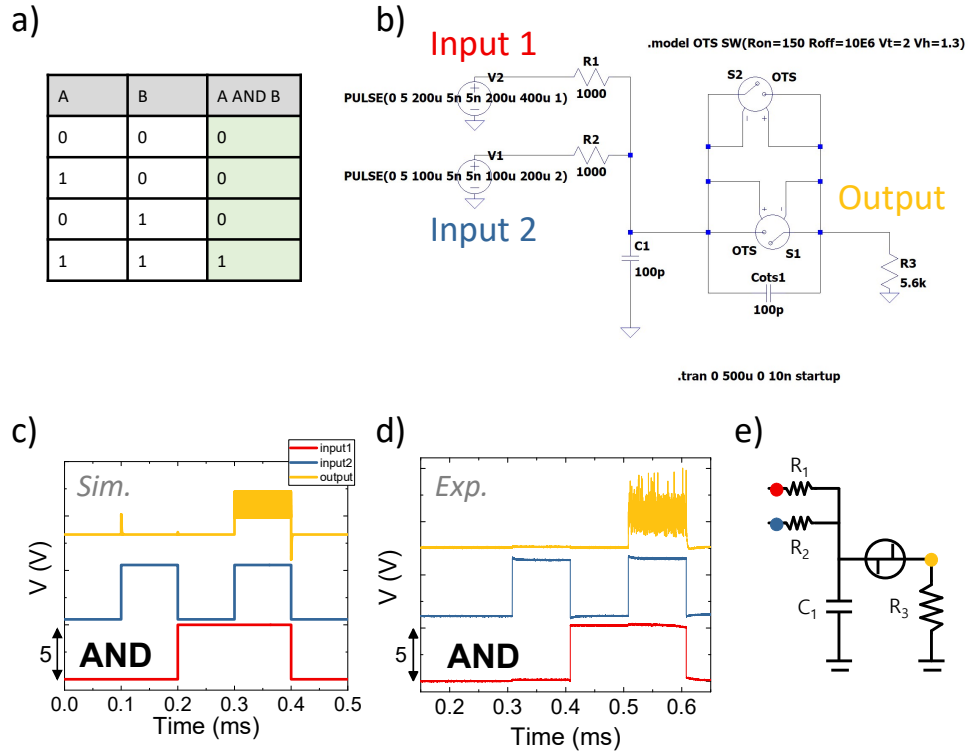 a)
A B A AND B
0 0 0
1 0 0
0 1 0
1 1 1
b)
Input 1
.model OTS SW(Ron=150 Roff=10E6 Vt=2 Vh=1.3)
V2
R1
1000
PULSE(0 5 200u 5n 5n 200u 400u 1)
S2 OTS
V1
R2
1000
PULSE(0 5 100u 5n 5n 100u 200u 2)
Input 2
Output
C1
100p
OTS S1
Cots1
100p
R3
5.6k
.tran 0 500u 0 10n startup
c)
input1
input2
output
Sim.
V (V)
5
AND
0.0 0.1 0.2 0.3 0.4 0.5
Time (ms)
d)
Exp.
V (V)
5
AND
0.2 0.3 0.4 0.5 0.6
Time (ms)
e)
R1
R2
C1
R3